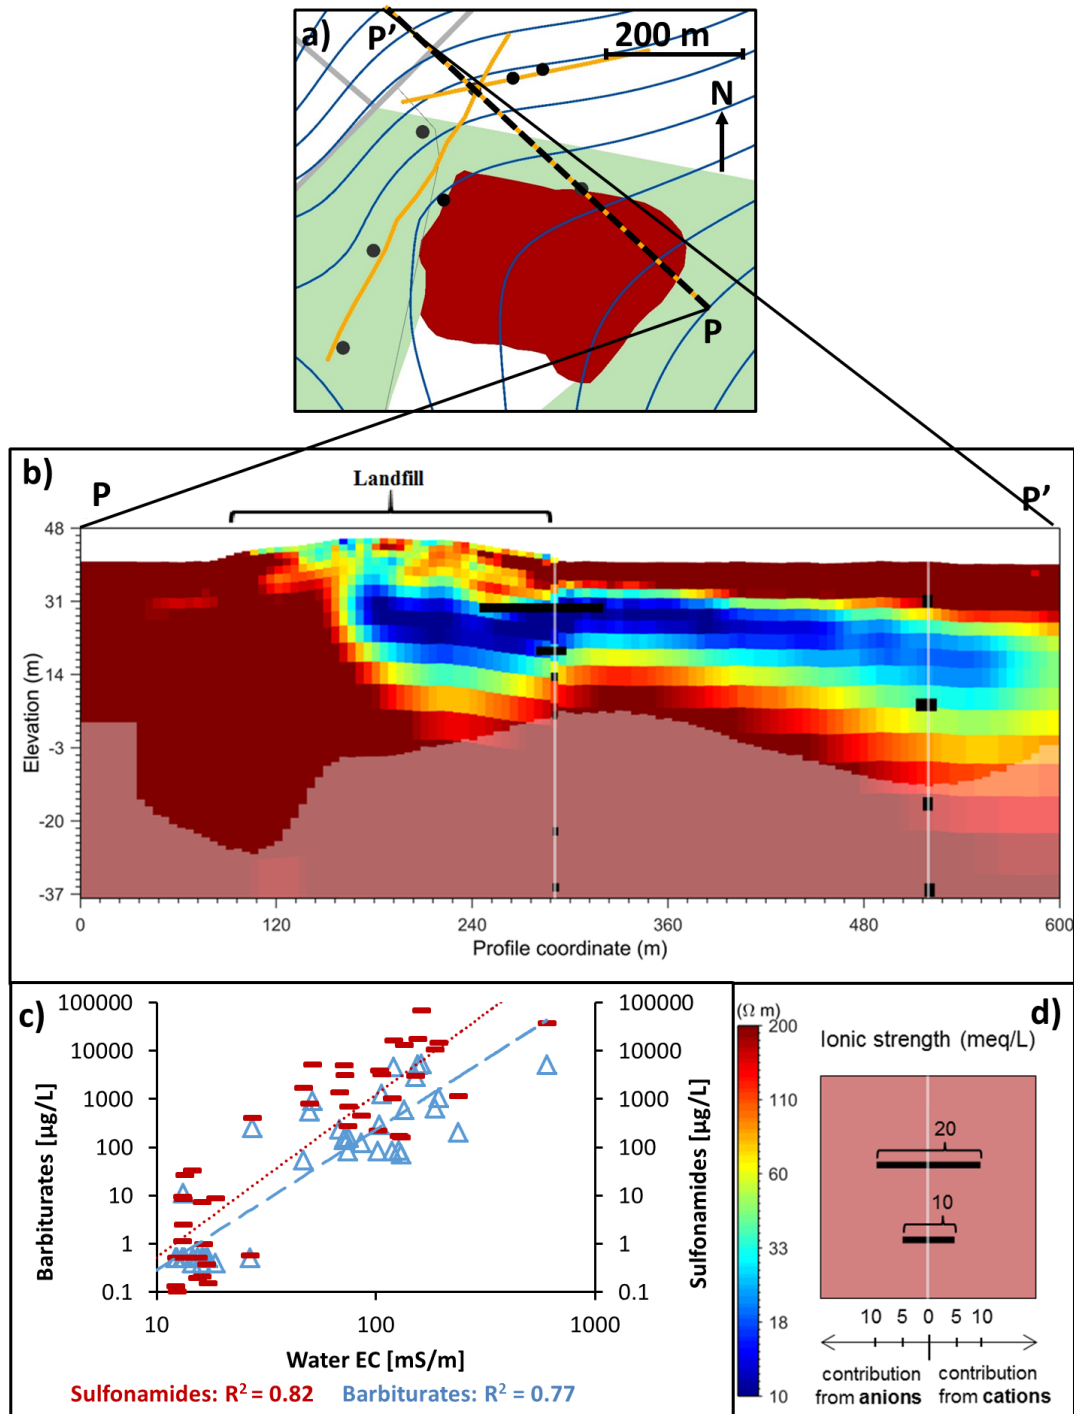 a)
P'
200 m
N
P
b)
P
Landfill
P'
48
31
14
-3
-20
-37
Elevation (m)
0
120
240
360
480
600
Profile coordinate (m)
c)
100000
10000
1000
100
10
1
0.1
Barbiturates [µg/L]
100000
10000
1000
100
10
1
0.1
Sulfonamides [µg/L]
10
100
1000
Water EC [mS/m]
Sulfonamides: R² = 0.82 Barbiturates: R² = 0.77
(Ω m)
200
110
60
33
18
10
d)
Ionic strength (meq/L)
20
10
10 5 0 5 10
contribution
from anions
contribution
from cations